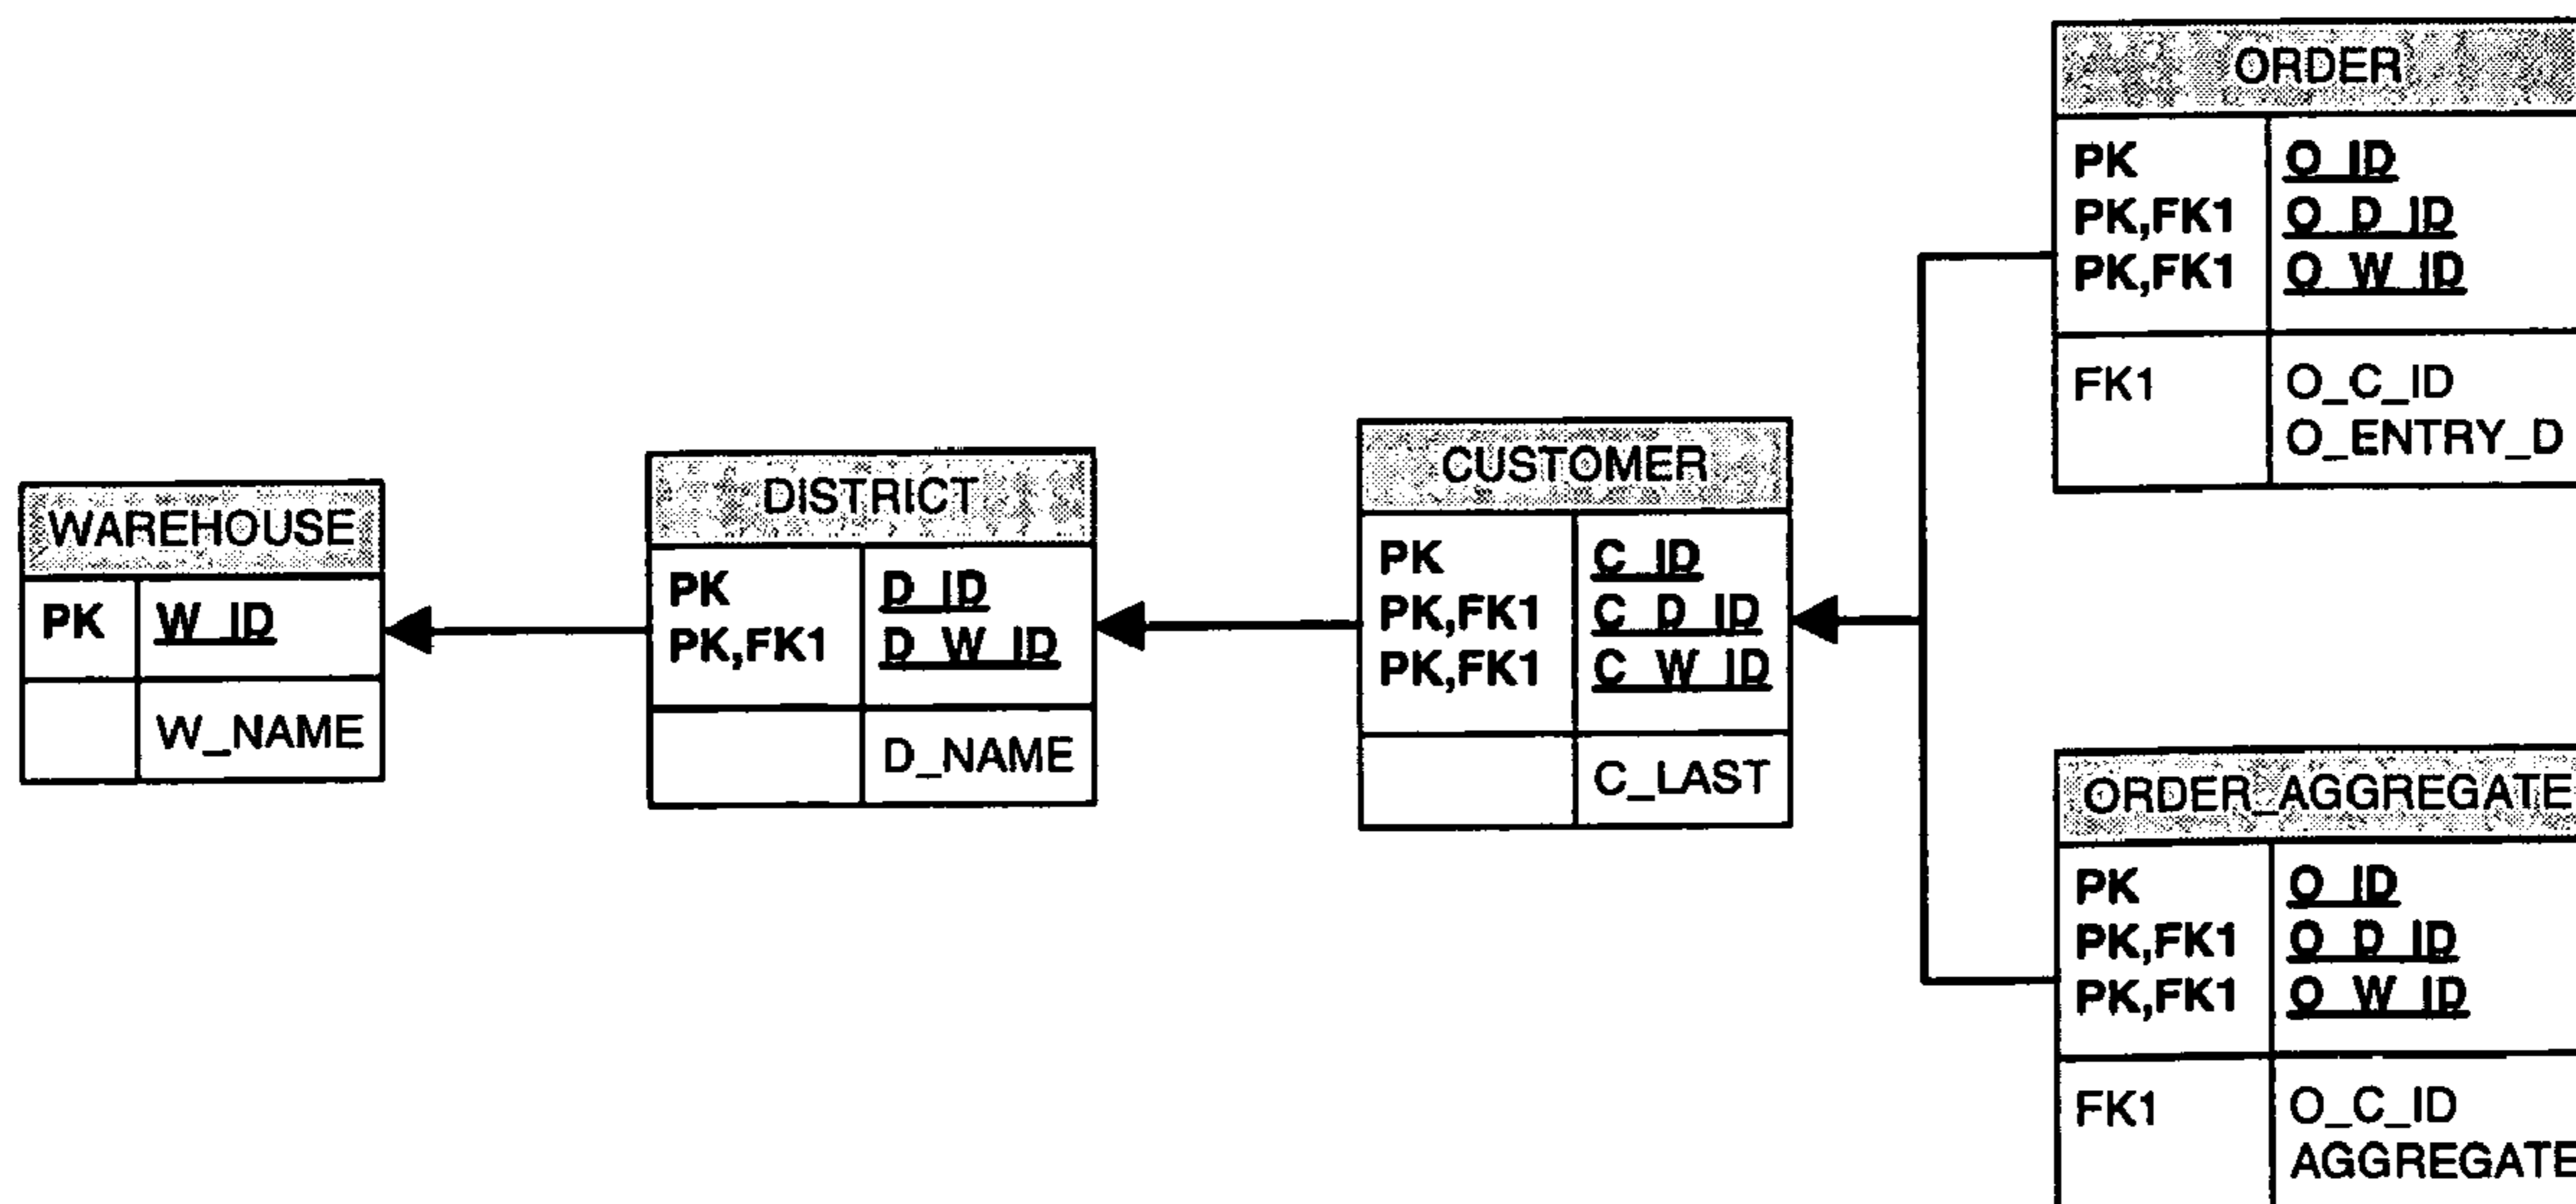 WAREHOUSE
PK W_ID
W_NAME
DISTRICT
PK D_ID
PK,FK1 D_W_ID
D_NAME
CUSTOMER
PK C_ID
PK,FK1 C_D_ID
PK,FK1 C_W_ID
C_LAST
ORDER
PK O_ID
PK,FK1 O_D_ID
PK,FK1 O_W_ID
FK1 O_C_ID
O_ENTRY_D
ORDER_AGGREGATE
PK O_ID
PK,FK1 O_D_ID
PK,FK1 O_W_ID
FK1 O_C_ID
AGGREGATE